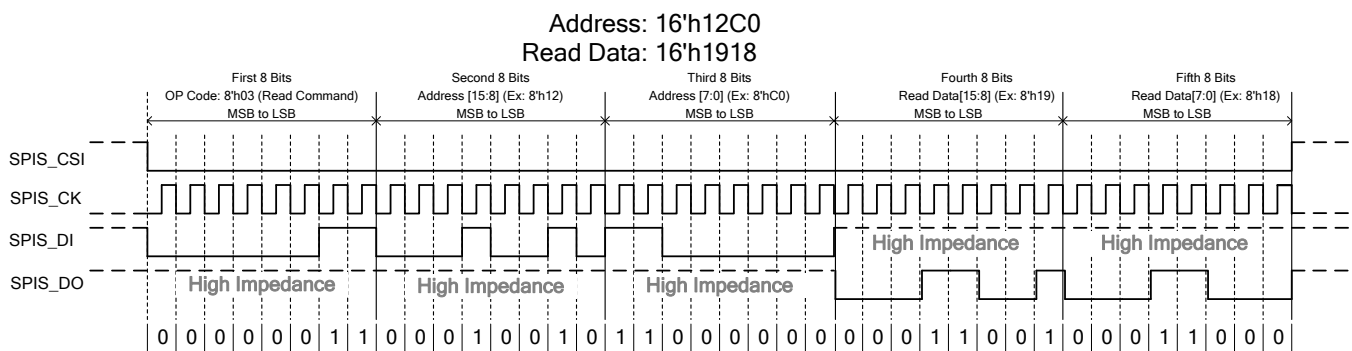 Address: 16'h12C0
Read Data: 16'h1918
First 8 Bits Second 8 Bits Third 8 Bits Fourth 8 Bits Fifth 8 Bits
OP Code: 8'h03 (Read Command) Address [15:8] (Ex: 8'h12) Address [7:0] (Ex: 8'hC0) Read Data[15:8] (Ex: 8'h19) Read Data[7:0] (Ex: 8'h18)
MSB to LSB MSB to LSB MSB to LSB MSB to LSB MSB to LSB
SPIS_CSI
SPIS_CK
SPIS_DI High Impedance High Impedance
SPIS_DO High Impedance High Impedance High Impedance
0 0 0 0 0 0 1 1 0 0 0 1 0 0 1 0 1 1 0 0 0 0 0 0 0 0 0 1 1 0 0 1 0 0 0 1 1 0 0 0